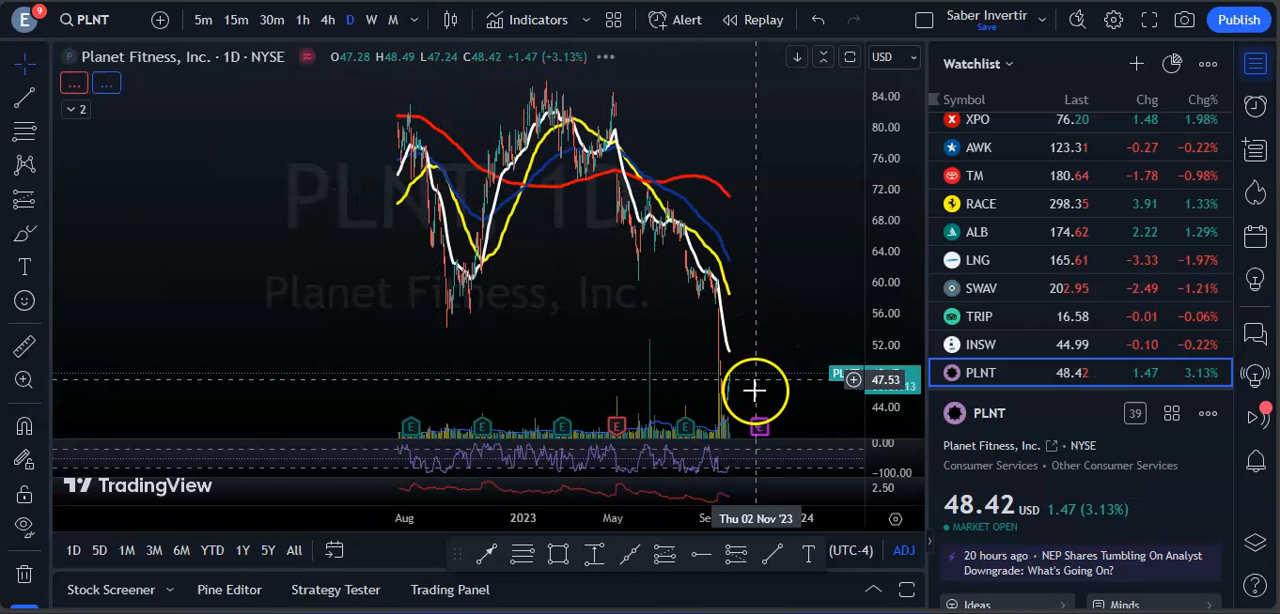 E 9 PLNT 5m 15m 30m 1h 4h D W M Indicators Alert Replay Saber Invertir Save Publish
Planet Fitness, Inc. · 1D · NYSE O47.28 H48.49 L47.24 C48.42 +1.47 (+3.13%)
USD
2
PLNT, 1D
Planet Fitness, Inc.
84.00
80.00
76.00
72.00
68.00
64.00
60.00
56.00
52.00
47.53
44.00
0.00
−100.00
2.50
E E E E E E
TradingView
Aug 2023 May Thu 02 Nov '23
1D 5D 1M 3M 6M YTD 1Y 5Y All (UTC-4) ADJ
Stock Screener Pine Editor Strategy Tester Trading Panel
Watchlist
Symbol Last Chg Chg%
XPO 76.20 1.48 1.98%
AWK 123.31 −0.27 −0.22%
TM 180.64 −1.78 −0.98%
RACE 298.35 3.91 1.33%
ALB 174.62 2.22 1.29%
LNG 165.61 −3.33 −1.97%
SWAV 202.95 −2.49 −1.21%
TRIP 16.58 −0.01 −0.06%
INSW 44.99 −0.10 −0.22%
PLNT 48.42 1.47 3.13%
PLNT 39
Planet Fitness, Inc. • NYSE
Consumer Services • Other Consumer Services
48.42 USD 1.47 (3.13%)
MARKET OPEN
20 hours ago • NEP Shares Tumbling On Analyst
Downgrade: What's Going On?
Ideas Minds